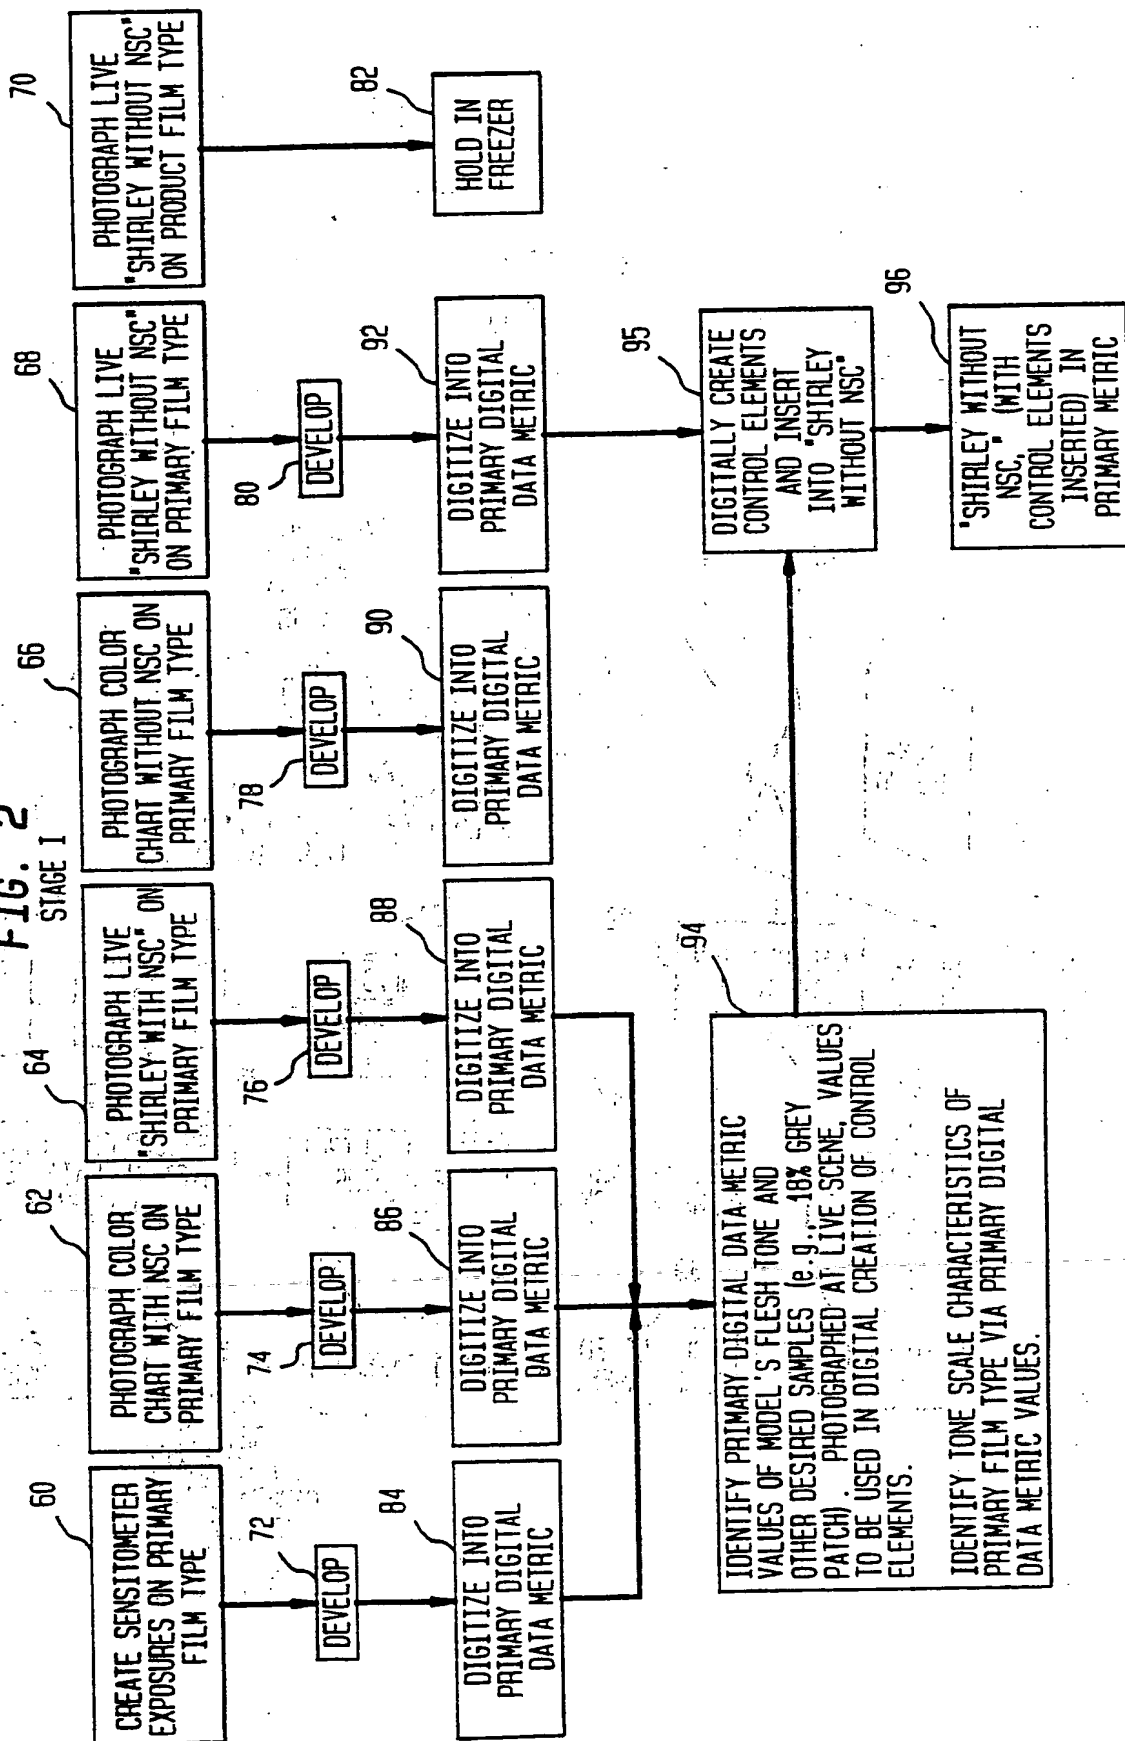 FIG. 2
STAGE I
60
CREATE SENSITOMETER
EXPOSURES ON PRIMARY
FILM TYPE
62
PHOTOGRAPH COLOR
CHART WITH NSC ON
PRIMARY FILM TYPE
64
PHOTOGRAPH LIVE
"SHIRLEY WITH NSC" ON
PRIMARY FILM TYPE
66
PHOTOGRAPH COLOR
CHART WITHOUT NSC ON
PRIMARY FILM TYPE
68
PHOTOGRAPH LIVE
"SHIRLEY WITHOUT NSC"
ON PRIMARY FILM TYPE
70
PHOTOGRAPH LIVE
"SHIRLEY WITHOUT NSC"
ON PRODUCT FILM TYPE
72
DEVELOP
74
DEVELOP
76
DEVELOP
78
DEVELOP
80
DEVELOP
82
HOLD IN
FREEZER
84
DIGITIZE INTO
PRIMARY DIGITAL
DATA METRIC
86
DIGITIZE INTO
PRIMARY DIGITAL
DATA METRIC
88
DIGITIZE INTO
PRIMARY DIGITAL
DATA METRIC
90
DIGITIZE INTO
PRIMARY DIGITAL
DATA METRIC
92
DIGITIZE INTO
PRIMARY DIGITAL
DATA METRIC
94
IDENTIFY PRIMARY DIGITAL DATA METRIC
VALUES OF MODEL'S FLESH TONE AND
OTHER DESIRED SAMPLES (e.g., 18% GREY
PATCH). PHOTOGRAPHED AT LIVE SCENE, VALUES
TO BE USED IN DIGITAL CREATION OF CONTROL
ELEMENTS.
IDENTIFY TONE SCALE CHARACTERISTICS OF
PRIMARY FILM TYPE VIA PRIMARY DIGITAL
DATA METRIC VALUES.
95
DIGITALLY CREATE
CONTROL ELEMENTS
AND INSERT
INTO "SHIRLEY
WITHOUT NSC"
96
"SHIRLEY WITHOUT
NSC," (WITH
CONTROL ELEMENTS
INSERTED) IN
PRIMARY METRIC